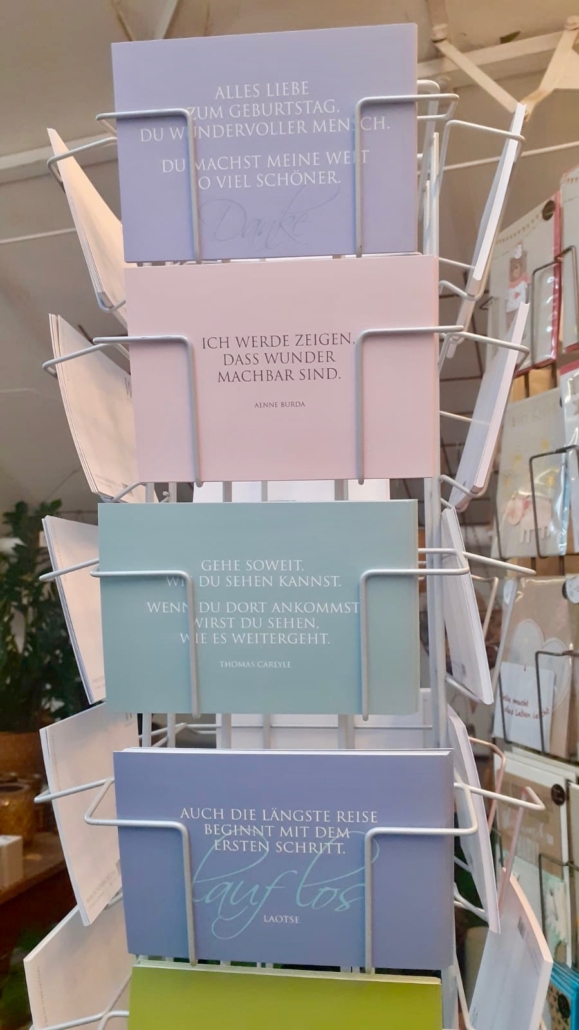 ALLES LIEBE
ZUM GEBURTSTAG,
DU WUNDERVOLLER MENSCH.
DU MACHST MEINE WELT
SO VIEL SCHÖNER.
Danke
ICH WERDE ZEIGEN,
DASS WUNDER
MACHBAR SIND.
AENNE BURDA
GEHE SOWEIT,
WIE DU SEHEN KANNST.
WENN DU DORT ANKOMMST
WIRST DU SEHEN,
WIE ES WEITERGEHT.
THOMAS CARLYLE
AUCH DIE LÄNGSTE REISE
BEGINNT MIT DEM
ERSTEN SCHRITT.
lauf los
LAOTSE